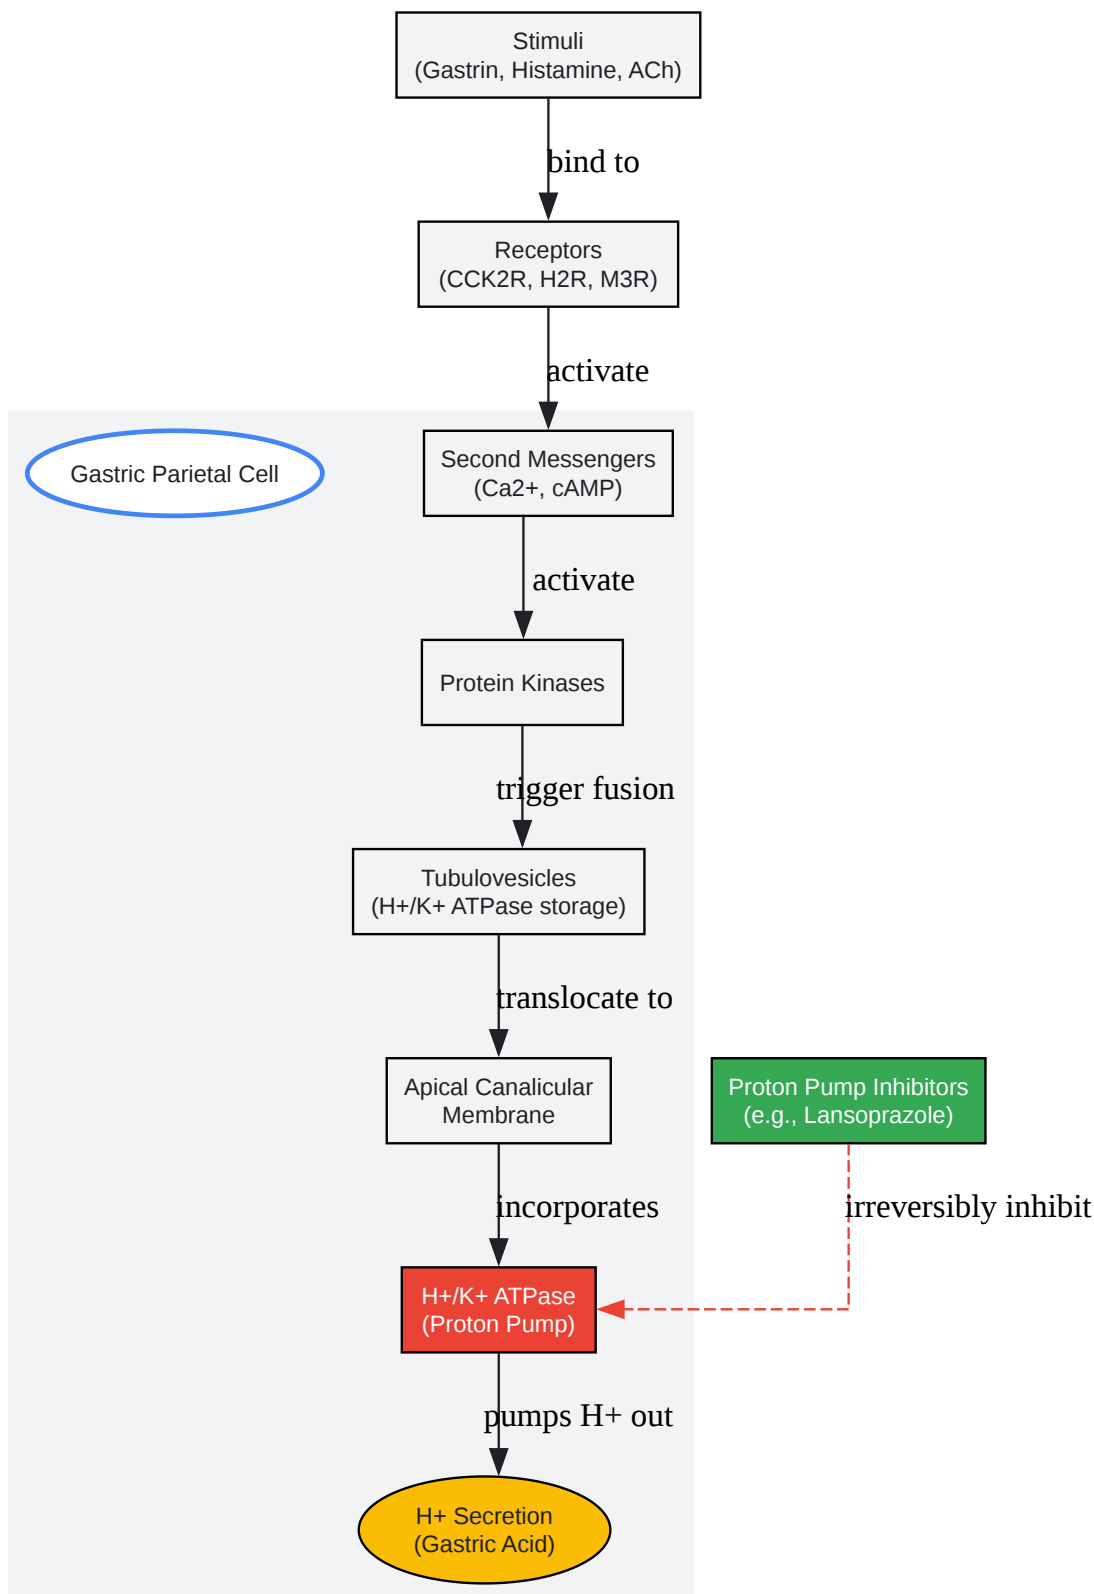 Stimuli
(Gastrin, Histamine, ACh)
bind to
Receptors
(CCK2R, H2R, M3R)
activate
Gastric Parietal Cell
Second Messengers
(Ca2+, cAMP)
activate
Protein Kinases
trigger fusion
Tubulovesicles
(H+/K+ ATPase storage)
translocate to
Apical Canalicular
Membrane
Proton Pump Inhibitors
(e.g., Lansoprazole)
incorporates
irreversibly inhibit
H+/K+ ATPase
(Proton Pump)
pumps H+ out
H+ Secretion
(Gastric Acid)